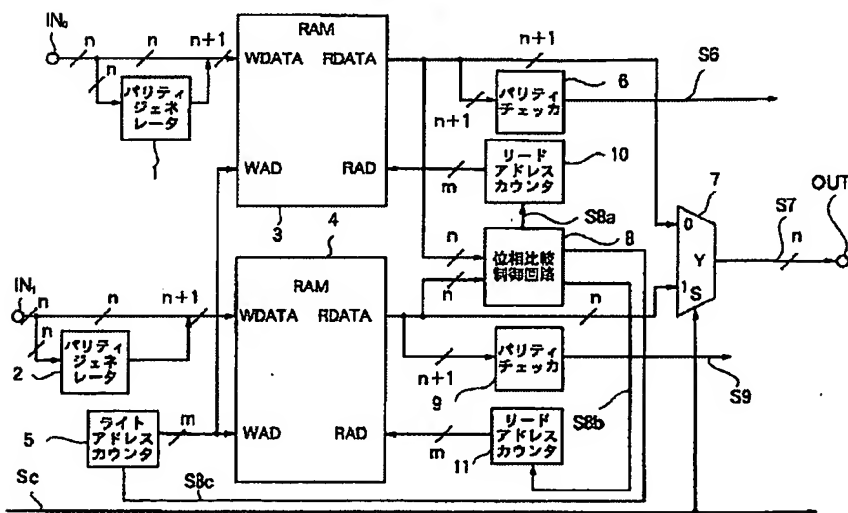 IN₀
n
n
n+1
n
パリティ
ジェネ
レータ
1
RAM
WDATA RDATA
WAD RAD
3
n+1
n+1
パリティ
チェッカ
6
S6
m
リード
アドレス
カウンタ
10
S8a
n
n
位相比較
制御回路
8
7
0
Y
1
S
S7
n
OUT
IN₁
n
n
n+1
n
パリティ
ジェネ
レータ
2
4
RAM
WDATA RDATA
WAD RAD
n
n+1
パリティ
チェッカ
9
S9
S8b
ライト
アドレス
カウンタ
5
m
m
リード
アドレス
カウンタ
11
S8c
Sc